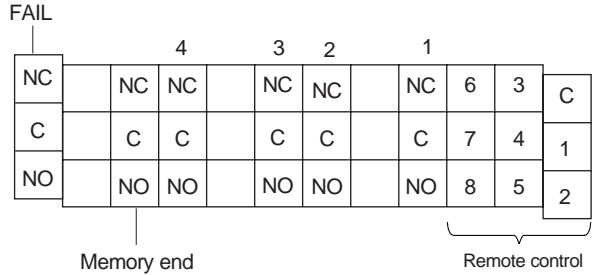 FAIL
4 3 2 1
NC NC NC NC NC NC 6 3 C
C C C C C C 7 4 1
NO NO NO NO NO NO 8 5 2
Memory end Remote control